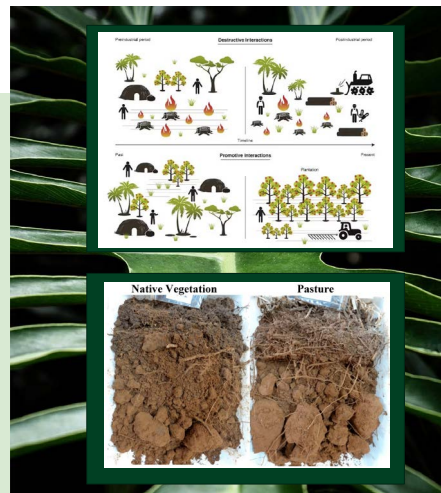 Preindustrial period
Destructive Interactions
Postindustrial period
Timeline
Past
Promotive Interactions
Present
Plantation
Native Vegetation
Pasture